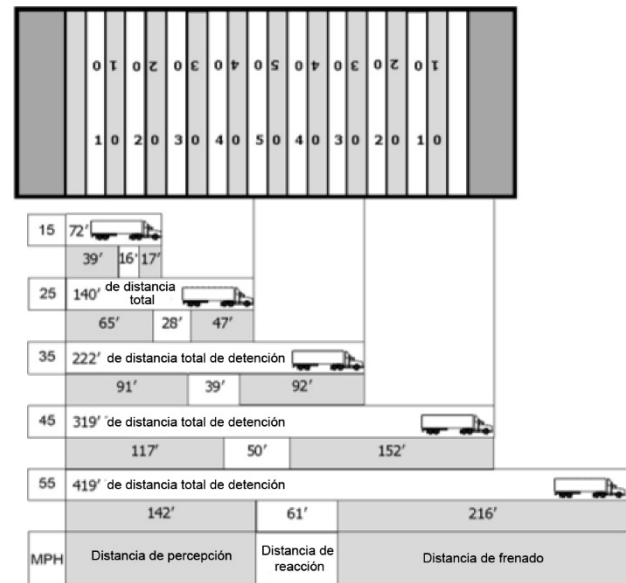 0 1 0 2 0 3 0 4 0 5 0 4 0 3 0 2 0 1
1 0 2 0 3 0 4 0 5 0 4 0 3 0 2 0 1 0
15 72′
39′ 16′ 17′
25 140′ de distancia total
65′ 28′ 47′
35 222′ de distancia total de detención
91′ 39′ 92′
45 319′ de distancia total de detención
117′ 50′ 152′
55 419′ de distancia total de detención
142′ 61′ 216′
MPH Distancia de percepción Distancia de reacción Distancia de frenado